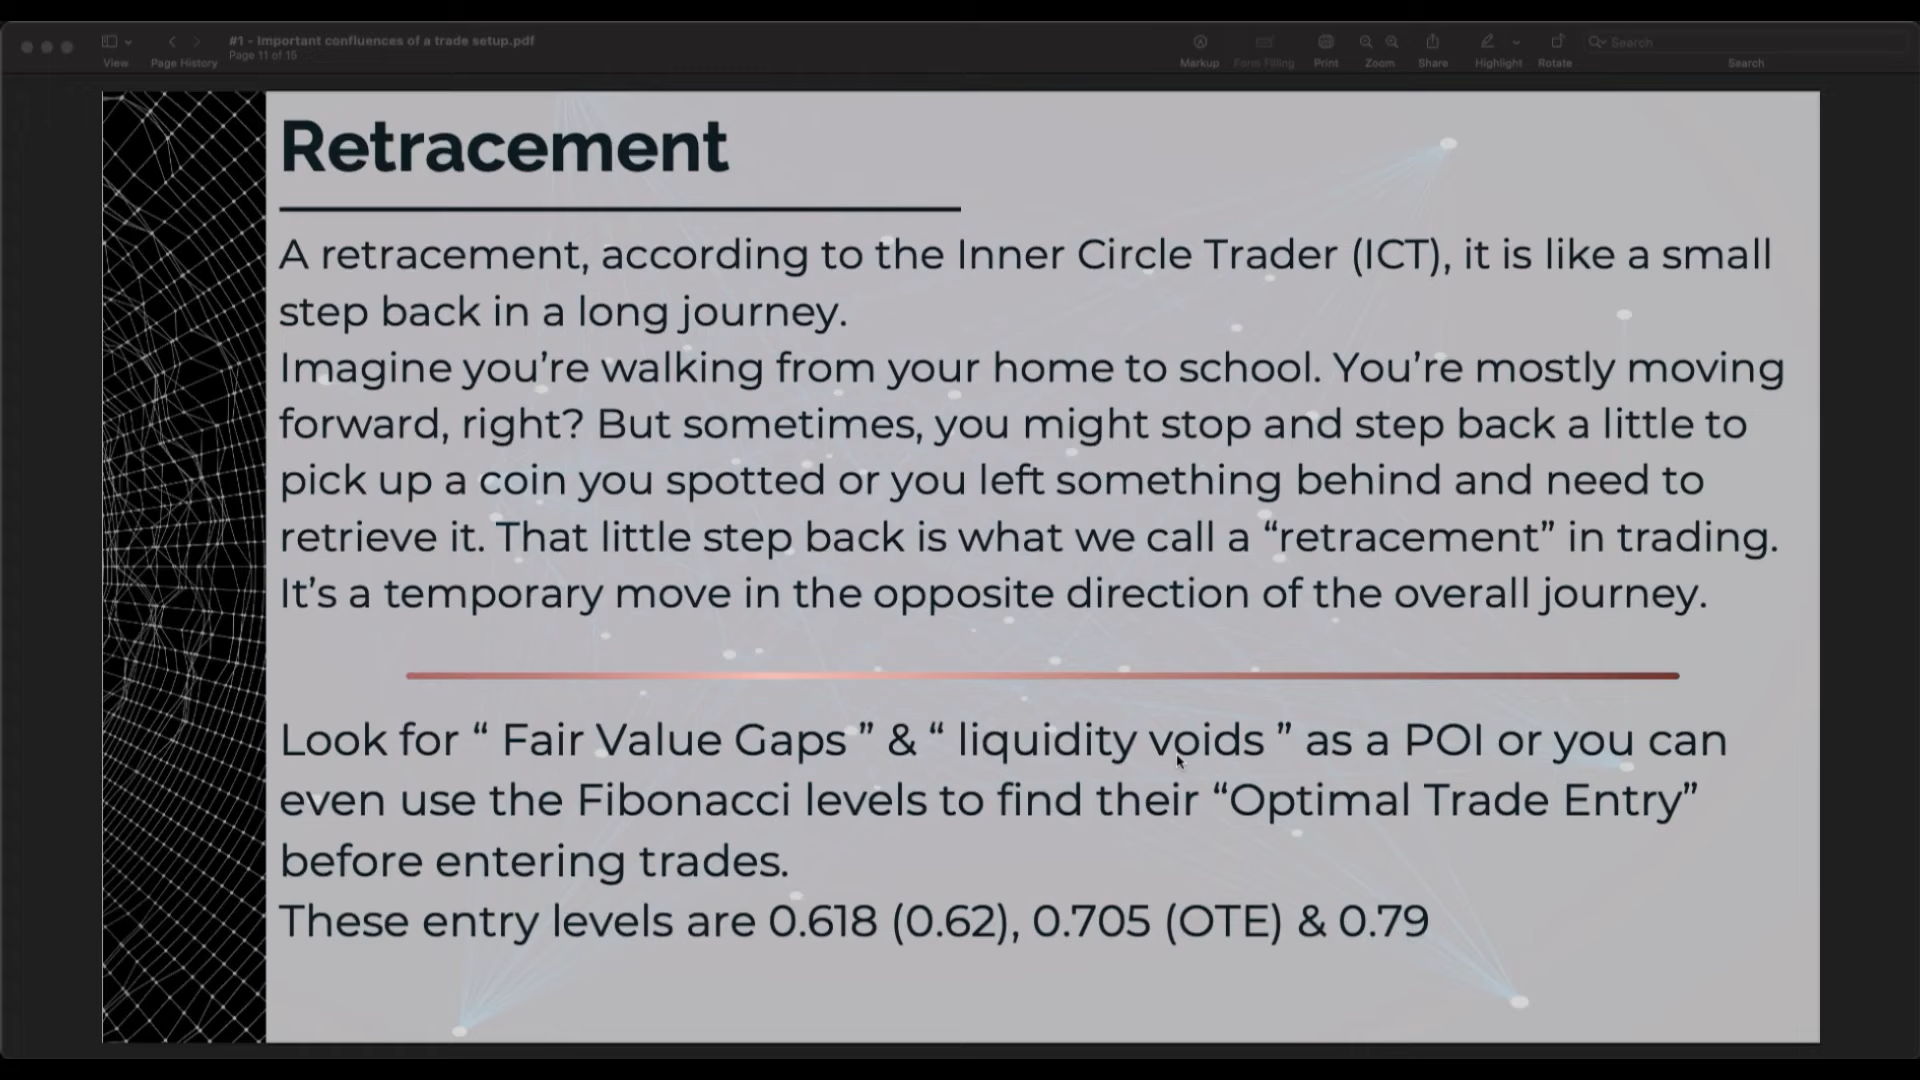 #1 - Important confluences of a trade setup.pdf
Page 11 of 15
View
Page History
Markup
Form Filling
Print
Zoom
Share
Highlight
Rotate
Search
Search
Retracement
A retracement, according to the Inner Circle Trader (ICT), it is like a small
step back in a long journey.
Imagine you’re walking from your home to school. You’re mostly moving
forward, right? But sometimes, you might stop and step back a little to
pick up a coin you spotted or you left something behind and need to
retrieve it. That little step back is what we call a “retracement” in trading.
It’s a temporary move in the opposite direction of the overall journey.
Look for “ Fair Value Gaps ” & “ liquidity voids ” as a POI or you can
even use the Fibonacci levels to find their “Optimal Trade Entry”
before entering trades.
These entry levels are 0.618 (0.62), 0.705 (OTE) & 0.79